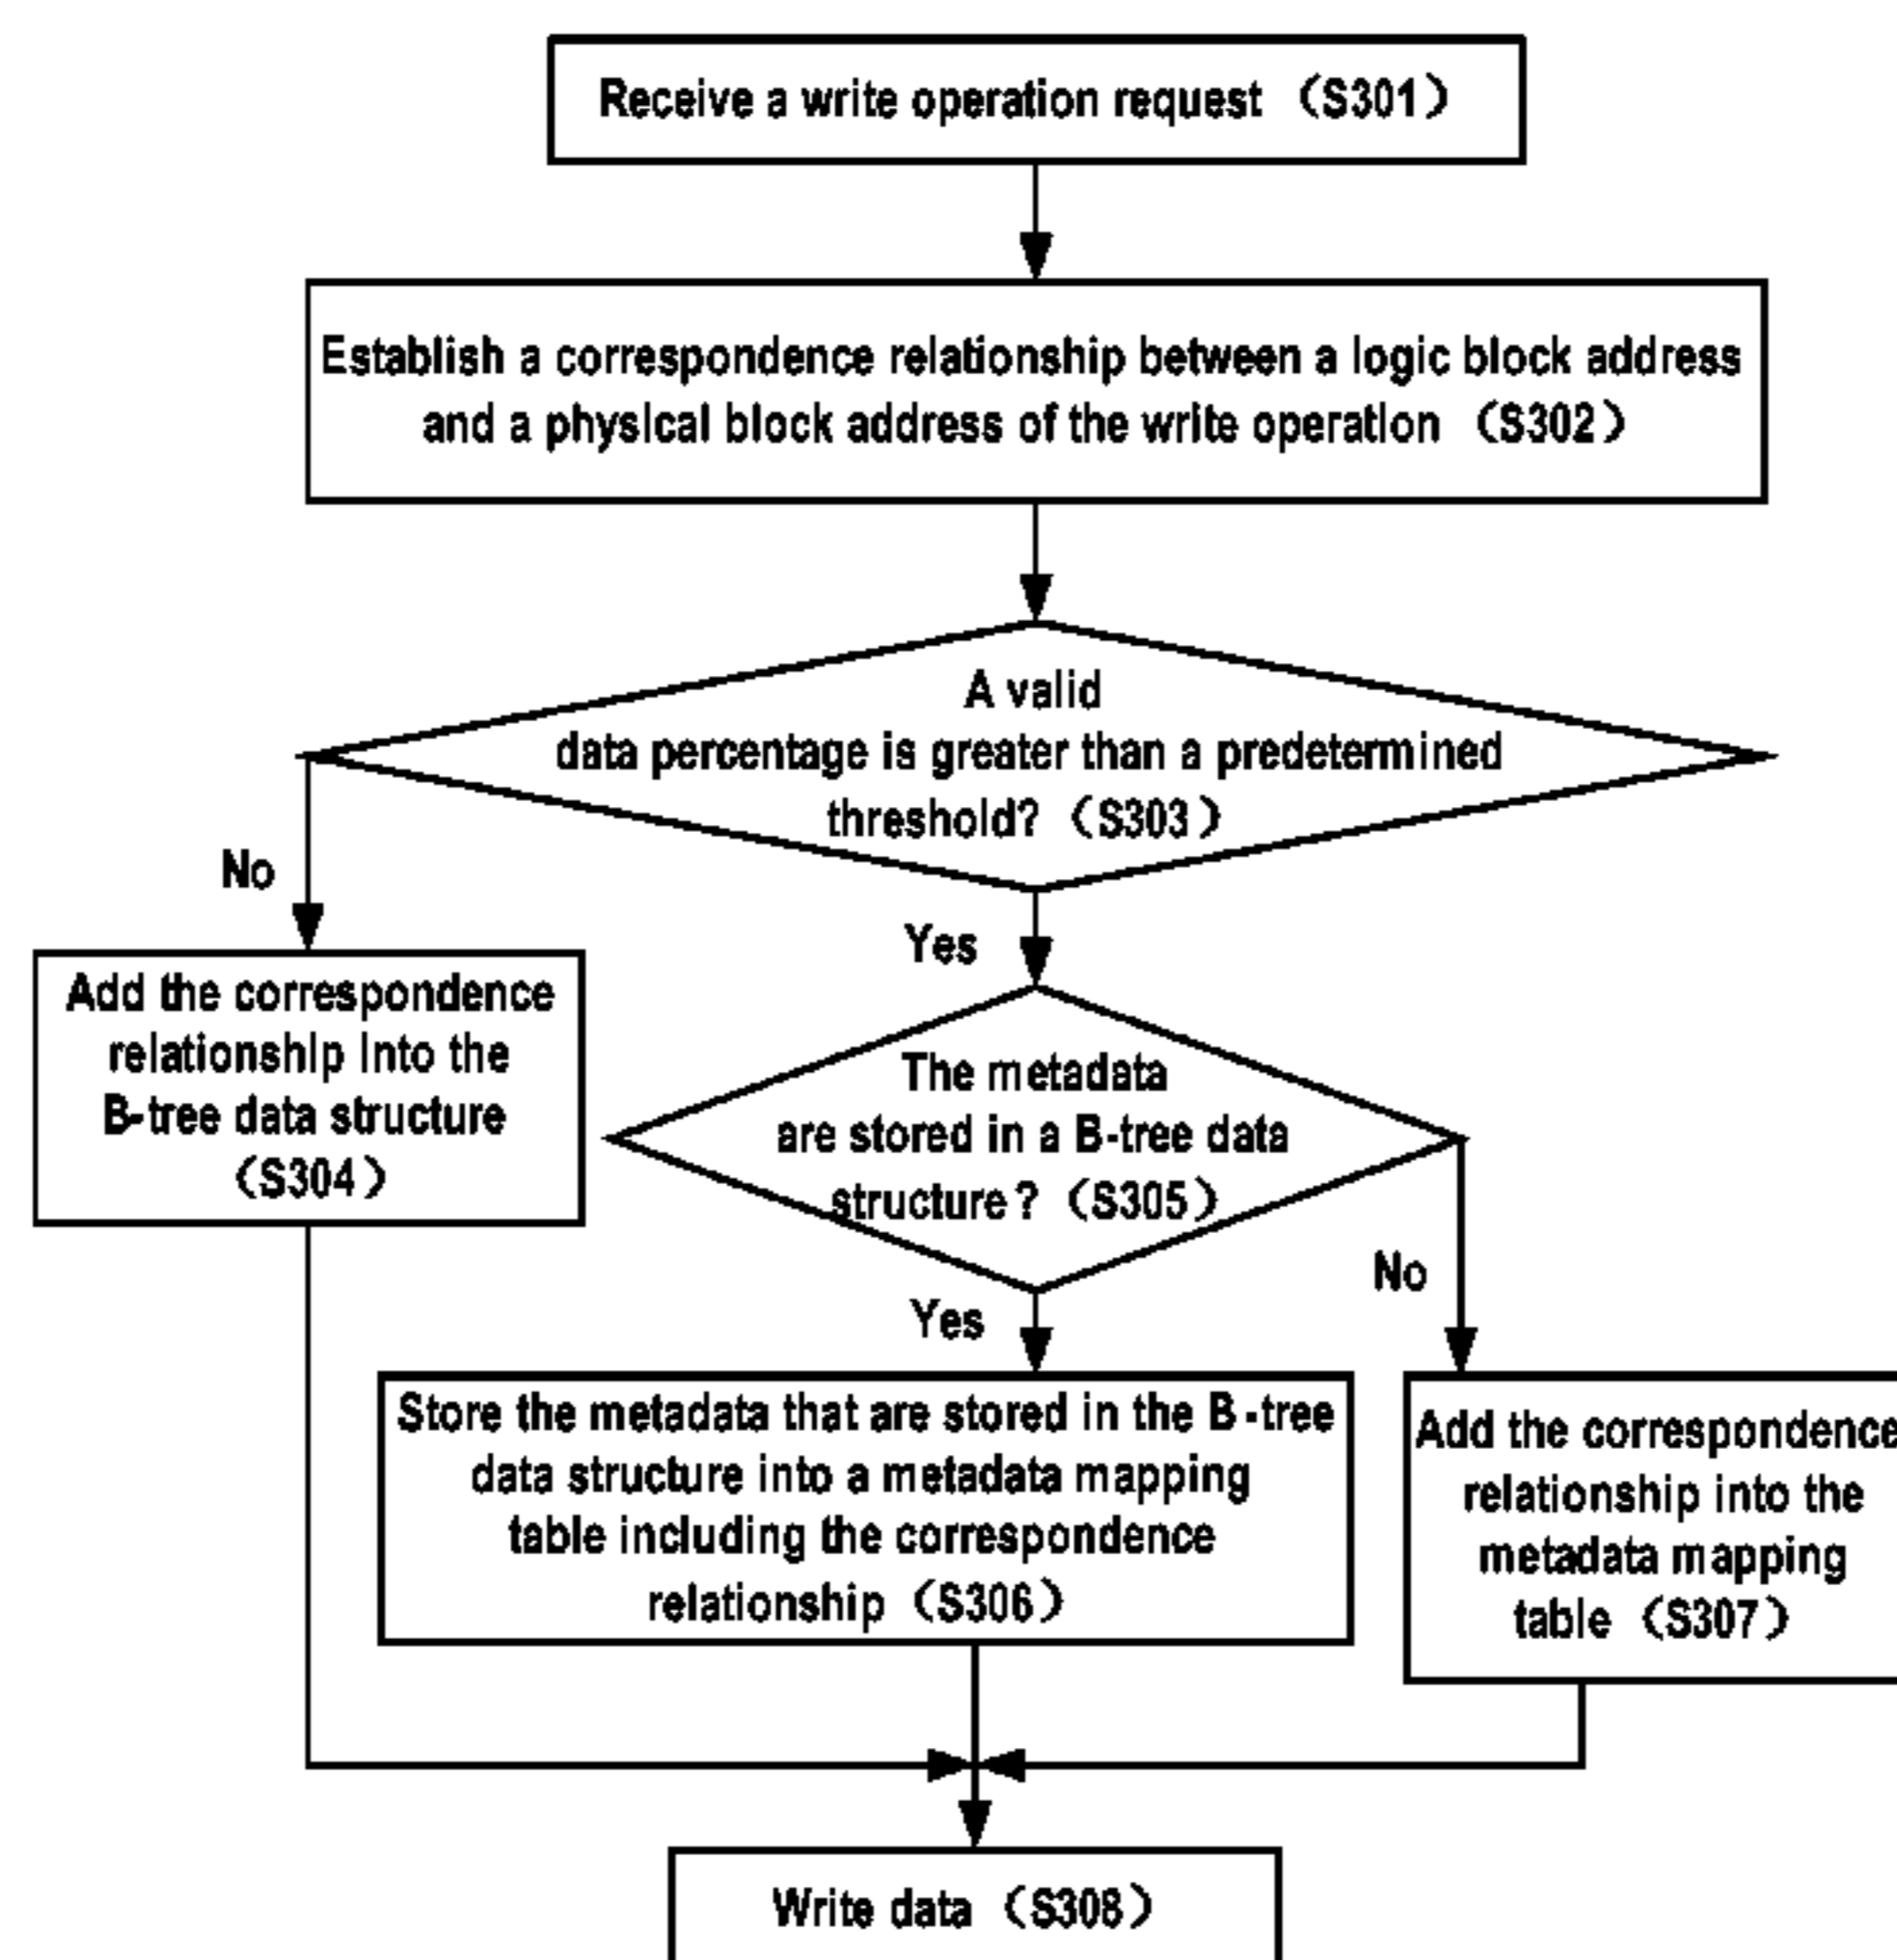 Receive a write operation request （S301）
Establish a correspondence relationship between a logic block address
and a physical block address of the write operation （S302）
A valid
data percentage is greater than a predetermined
threshold?（S303）
No
Yes
Add the correspondence
relationship into the
B-tree data structure
（S304）
The metadata
are stored in a B-tree data
structure?（S305）
No
Yes
Store the metadata that are stored in the B-tree
data structure into a metadata mapping
table including the correspondence
relationship（S306）
Add the correspondence
relationship into the
metadata mapping
table （S307）
Write data （S308）